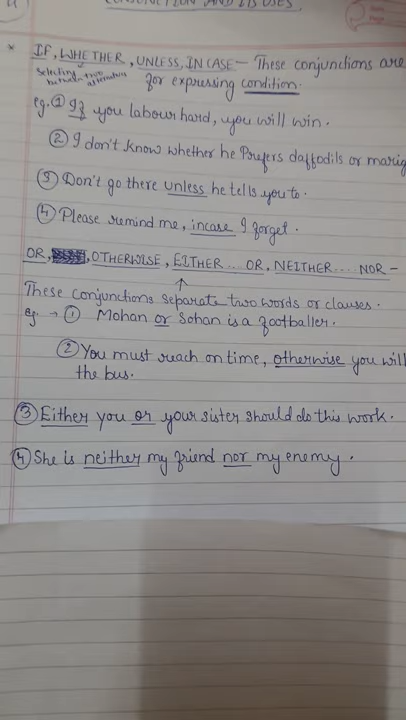 CONJUNCTION AND ITS USES.
* IF, WHETHER, UNLESS, IN CASE - These conjunctions are
selecting between two alternatives
for expressing condition.
eg. ① If you labour hard, you will win.
② I don't know whether he Prefers daffodils or marig
③ Don't go there unless he tells you to.
④ Please remind me, incase I forget.
OR, OTHERWISE, EITHER...OR, NEITHER....NOR -
These conjunctions separate two words or clauses.
eg. → ① Mohan or Sohan is a footballer.
② You must reach on time, otherwise you will
the bus.
③ Either you or your sister should do this work.
④ She is neither my friend nor my enemy.